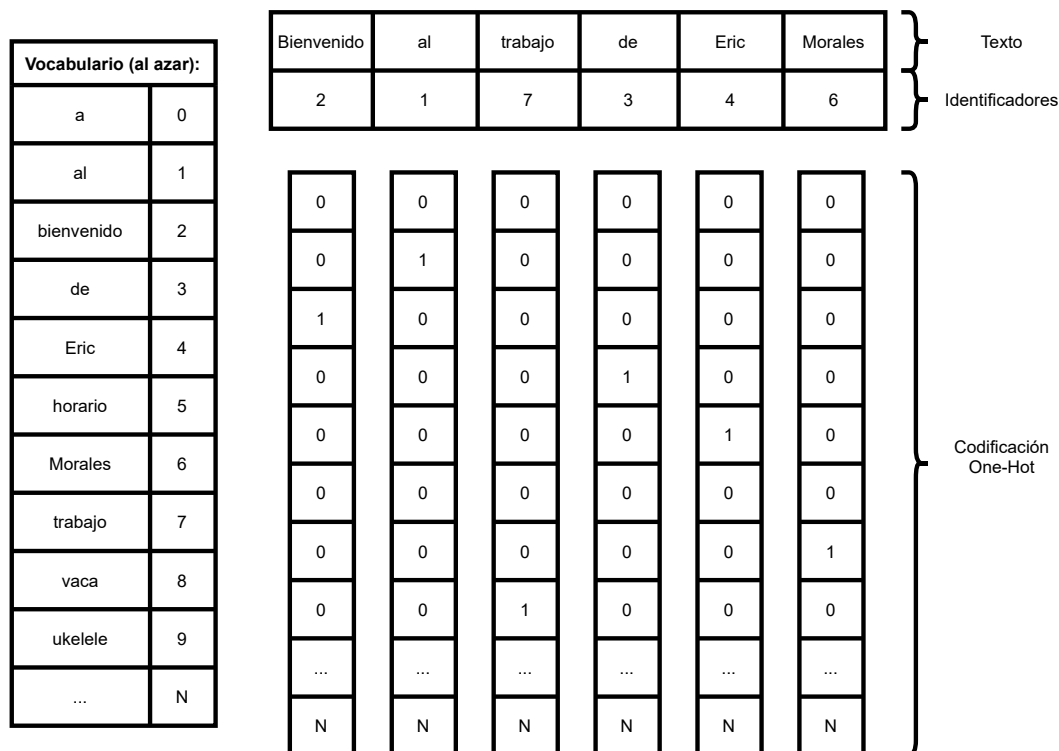 Vocabulario (al azar):
a 0
al 1
bienvenido 2
de 3
Eric 4
horario 5
Morales 6
trabajo 7
vaca 8
ukelele 9
... N
Bienvenido al trabajo de Eric Morales Texto
2 1 7 3 4 6 Identificadores
0 0 0 0 0 0
0 1 0 0 0 0
1 0 0 0 0 0
0 0 0 1 0 0
0 0 0 0 1 0
0 0 0 0 0 0
0 0 0 0 0 1
0 0 1 0 0 0
... ... ... ... ... ...
N N N N N N
Codificación
One-Hot